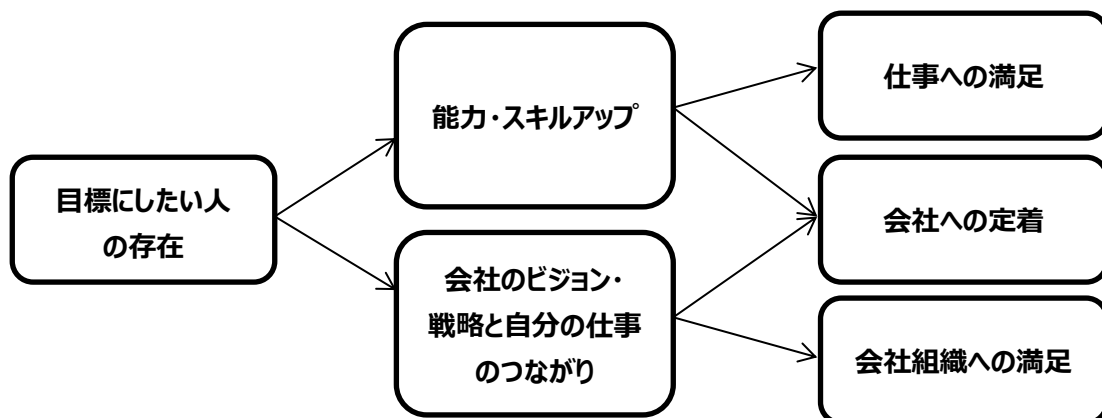 目標にしたい人
の存在
能力・スキルアップ
会社のビジョン・
戦略と自分の仕事
のつながり
仕事への満足
会社への定着
会社組織への満足